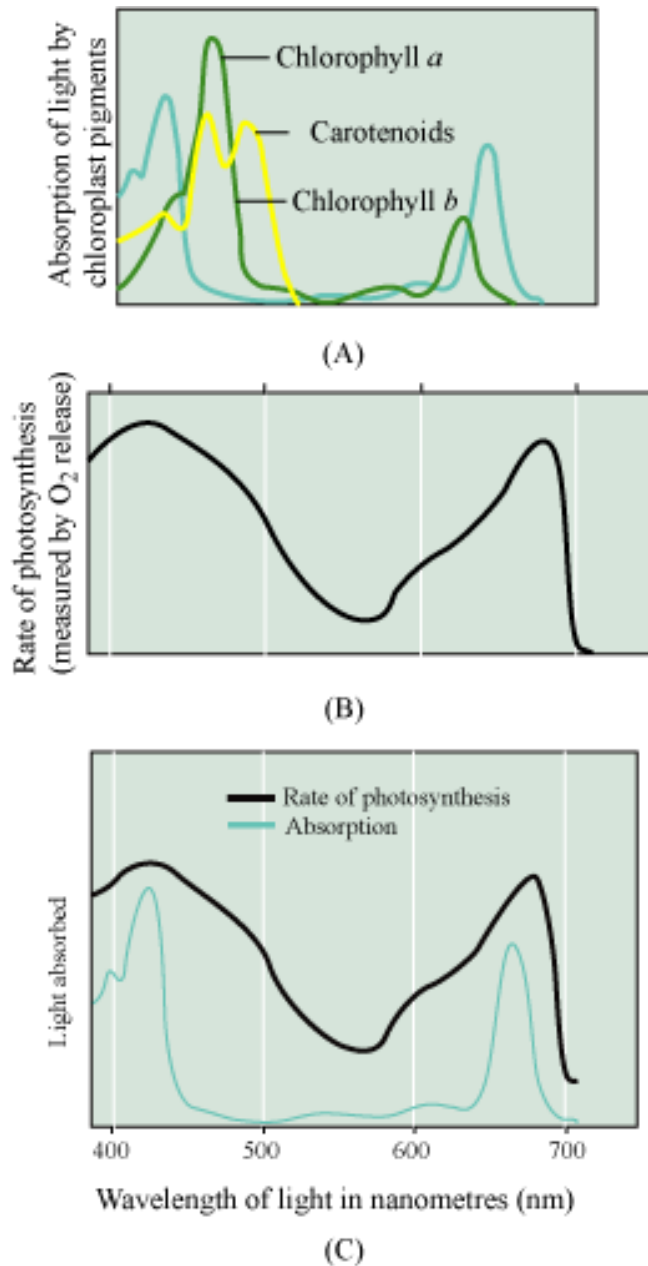 Absorption of light by
chloroplast pigments
Chlorophyll a
Carotenoids
Chlorophyll b
(A)
Rate of photosynthesis
(measured by O₂ release)
(B)
Rate of photosynthesis
Absorption
Light absorbed
400 500 600 700
Wavelength of light in nanometres (nm)
(C)